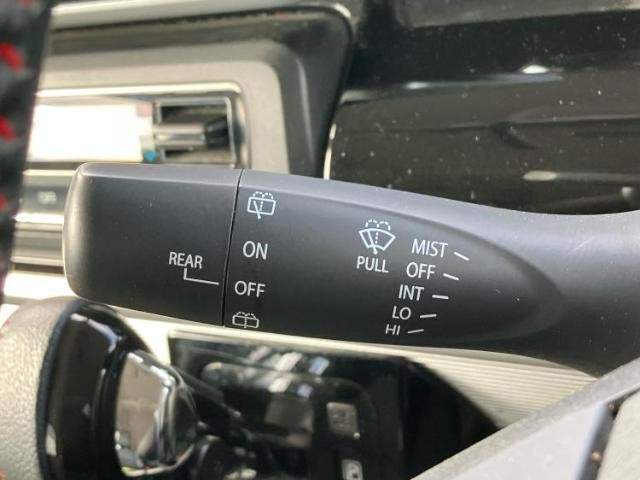 REAR
ON
OFF
PULL
MIST
OFF
INT
LO
HI